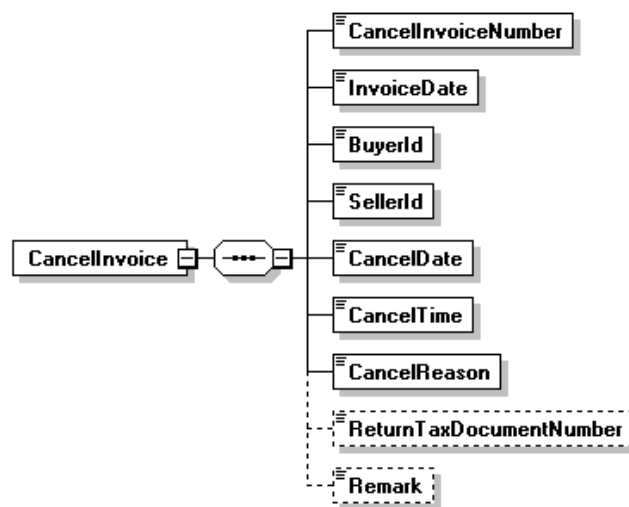 CancelInvoiceNumber
InvoiceDate
BuyerId
SellerId
CancelInvoice
CancelDate
CancelTime
CancelReason
ReturnTaxDocumentNumber
Remark